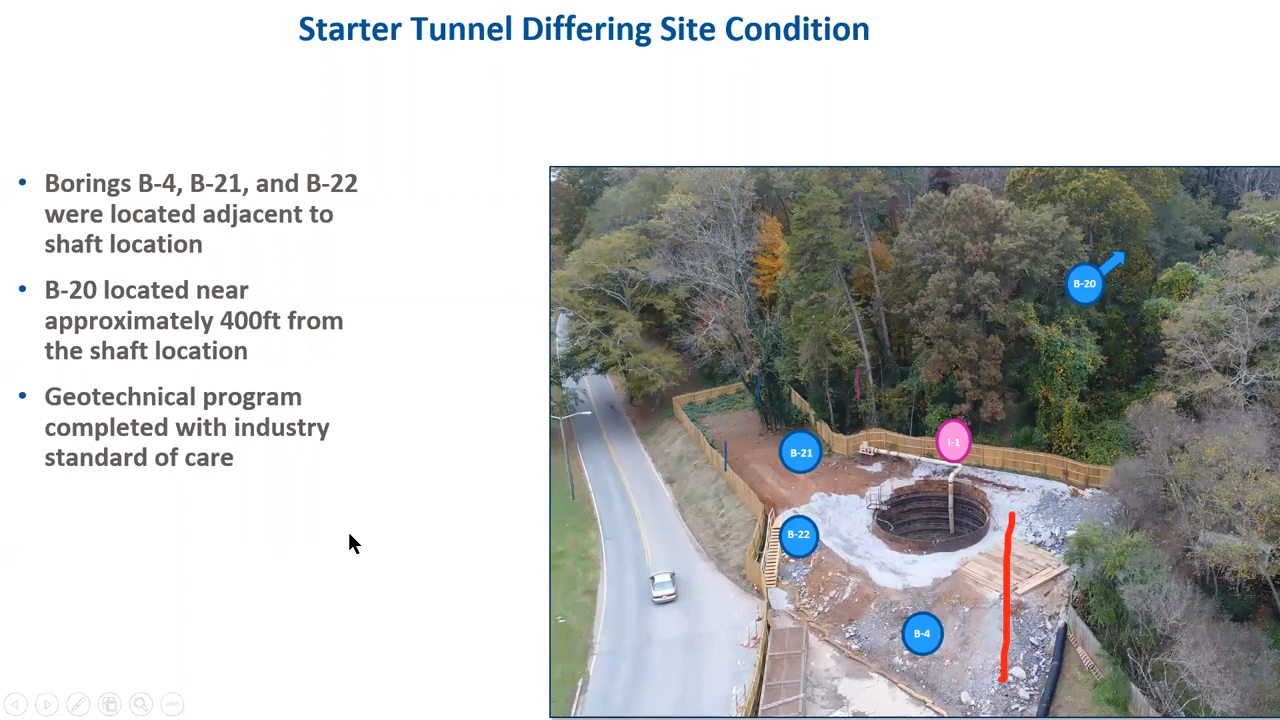 Starter Tunnel Differing Site Condition
• Borings B-4, B-21, and B-22
were located adjacent to
shaft location
• B-20 located near
approximately 400ft from
the shaft location
• Geotechnical program
completed with industry
standard of care
B-20
I-1
B-21
B-22
B-4